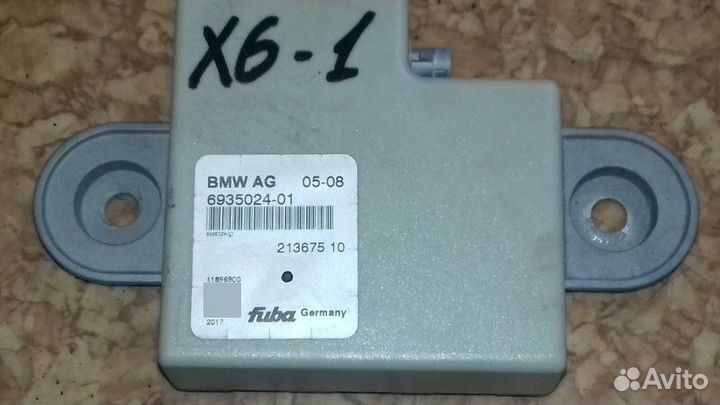 X6-1
BMW AG 05-08
6935024-01
213675 10
11896900
2017
fuba Germany
Avito